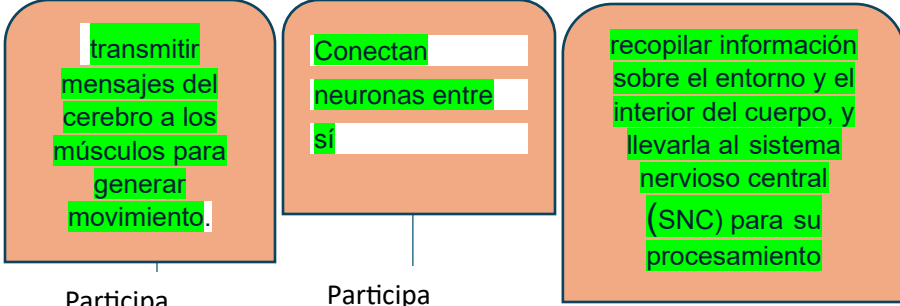 transmitir
mensajes del
cerebro a los
músculos para
generar
movimiento.
Conectan
neuronas entre
sí
recopilar información
sobre el entorno y el
interior del cuerpo, y
llevarla al sistema
nervioso central
(SNC) para su
procesamiento
Participa
Participa